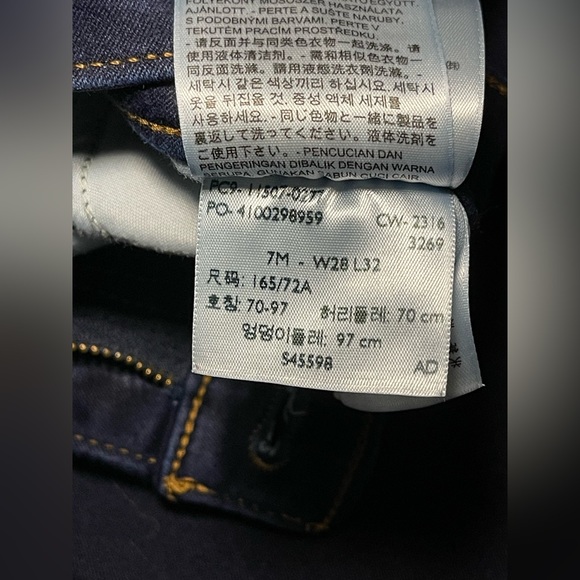 AJÁNLOTT. - PERTE A SUŠTE NARUBY,
S PODOBNÝMI BARVAMI. PERTE V
TEKUTÉM PRACÍM PROSTŘEDKU.
- 请反面并与同类色衣物一起洗涤。请
使用液体清洁剂。- 需和相似色衣物一
同反面洗滌。請用液態洗衣劑洗滌。-
세탁시 같은 색상끼리 하십시요. 세탁시
옷을 뒤집을 것. 중성 액체 세제를
사용하세요. - 同じ色物と一緒に製品を
裏返して洗ってください。液体洗剤を
ご使用下さい。- PENCUCIAN DAN
PENGERINGAN DIBALIK DENGAN WARNA
SERUPA. GUNAKAN SABUN CUCI CAIR
PC9- 11507-0277
PO- 4100298959 CW- 2316
3269
7M - W28 L32
尺码: 165/72A
호칭: 70-97 허리둘레: 70 cm
엉덩이둘레: 97 cm
S45598 AD